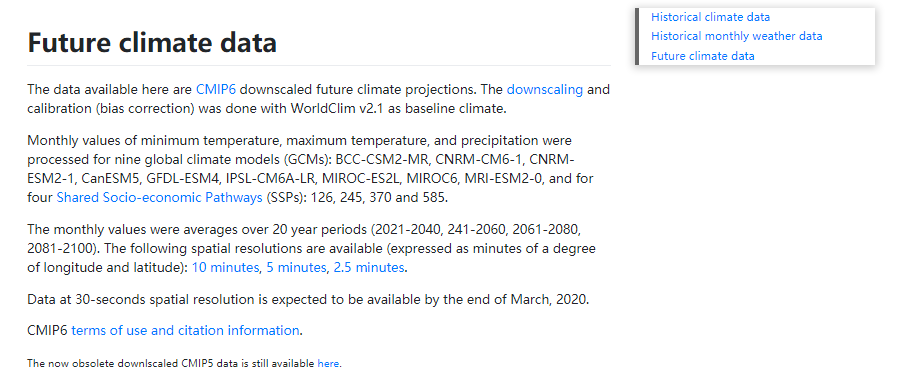 Future climate data
The data available here are CMIP6 downscaled future climate projections. The downscaling and
calibration (bias correction) was done with WorldClim v2.1 as baseline climate.
Monthly values of minimum temperature, maximum temperature, and precipitation were
processed for nine global climate models (GCMs): BCC-CSM2-MR, CNRM-CM6-1, CNRM-
ESM2-1, CanESM5, GFDL-ESM4, IPSL-CM6A-LR, MIROC-ES2L, MIROC6, MRI-ESM2-0, and for
four Shared Socio-economic Pathways (SSPs): 126, 245, 370 and 585.
The monthly values were averages over 20 year periods (2021-2040, 241-2060, 2061-2080,
2081-2100). The following spatial resolutions are available (expressed as minutes of a degree
of longitude and latitude): 10 minutes, 5 minutes, 2.5 minutes.
Data at 30-seconds spatial resolution is expected to be available by the end of March, 2020.
CMIP6 terms of use and citation information.
The now obsolete downlscaled CMIP5 data is still available here.
Historical climate data
Historical monthly weather data
Future climate data